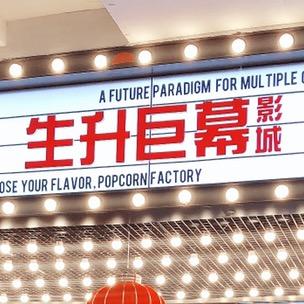 A FUTURE PARADIGM FOR MULTIPLE
生升巨幕影城
OSE YOUR FLAVOR, POPCORN FACTORY